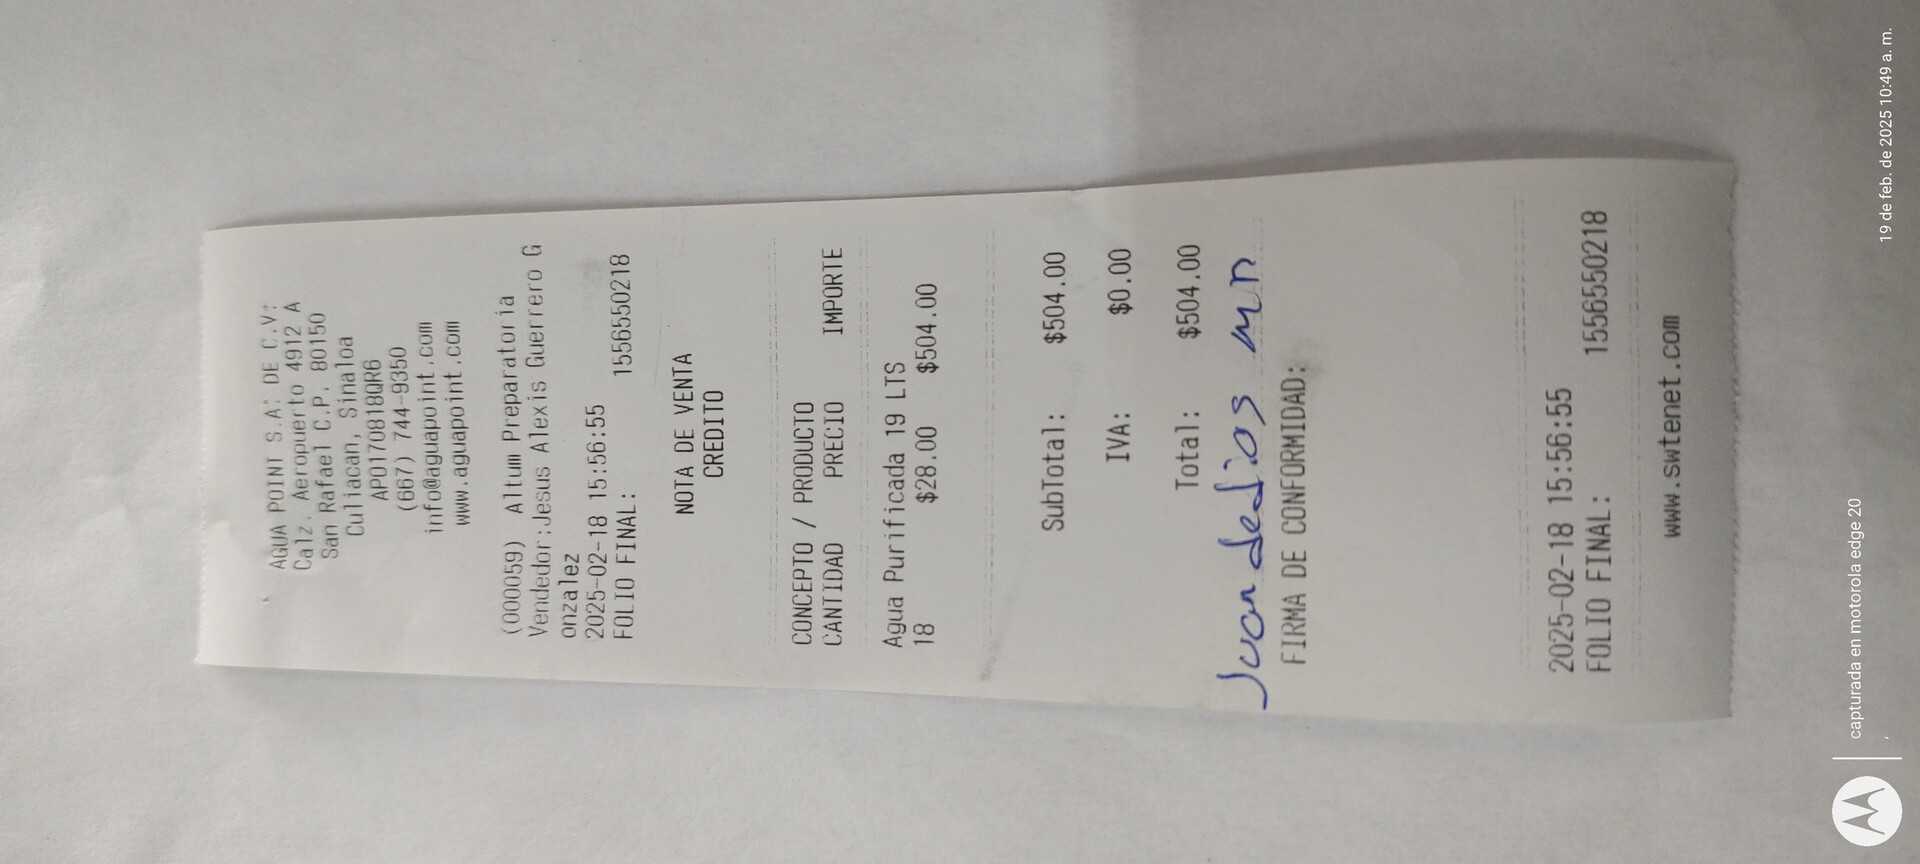 AGUA POINT S.A. DE C.V.
Calz. Aeropuerto 4912 A
San Rafael C.P. 80150
Culiacan, Sinaloa
APO170818QR6
(667) 744-9350
info@aguapoint.com
www.aguapoint.com
(000059) Altum Preparatoria
Vendedor:Jesus Alexis Guerrero G
onzalez
2025-02-18 15:56:55
FOLIO FINAL: 1556550218
NOTA DE VENTA
CREDITO
CONCEPTO / PRODUCTO
CANTIDAD PRECIO IMPORTE
Agua Purificada 19 LTS
18 $28.00 $504.00
SubTotal: $504.00
IVA: $0.00
Total: $504.00
Juan dedios mn
FIRMA DE CONFORMIDAD:
2025-02-18 15:56:55
FOLIO FINAL: 1556550218
www.swtenet.com
capturada en motorola edge 20
,
19 de feb. de 2025 10:49 a. m.